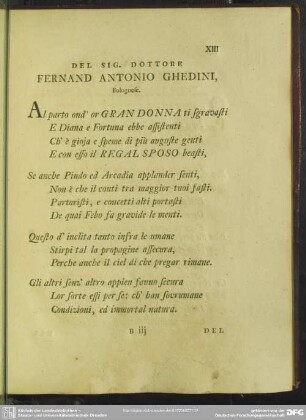 XIII
DEL SIG. DOTTORE
FERNAND ANTONIO GHEDINI,
Bolognese.
Al parto ond' or GRAN DONNA ti sgravasti
E Diana e Fortuna ebbe assistenti
Ch' è gioja e speme di più auguste genti
E con esso il REGAL SPOSO beasti,
Se anche Pindo ed Arcadia applauder senti,
Non è che il conti tra maggior tuoi fasti.
Partoristi, e concetti altri portasti
De quai Febo fa gravide le menti.
Questo d' inclita tanto infra le umane
Stirpi tal la propagine assecura,
Perche anche il ciel di che pregar rimane.
Gli altri senz' altro appien fanno secura
Lor sorte essi per se: ch' han sovrumane
Condizioni, ed immortal natura.
n iij
DEL